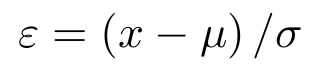 ε = (x − μ) /σ